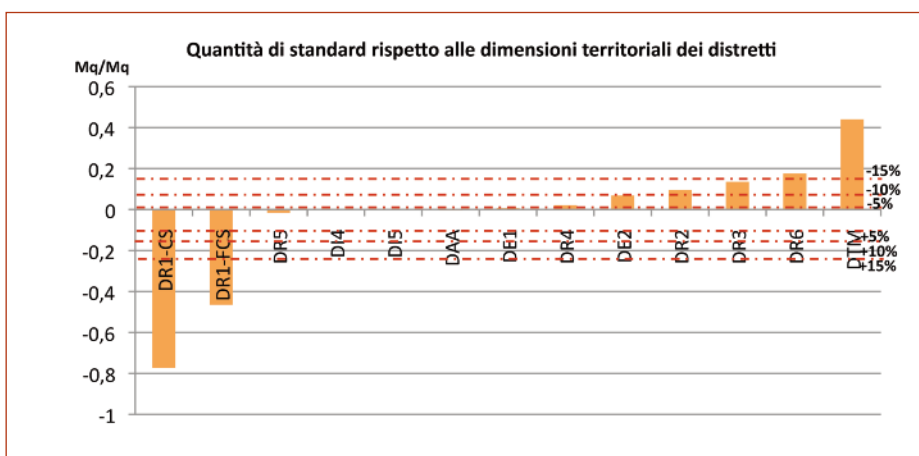 Quantità di standard rispetto alle dimensioni territoriali dei distretti
Mq/Mq
0,6
0,4
0,2
0
-0,2
-0,4
-0,6
-0,8
-1
DR1-CS
DR1-FCS
DR5
DI4
DI5
DAA
DE1
DR4
DE2
DR2
DR3
DR6
DTM
-15%
-10%
-5%
+5%
+10%
+15%